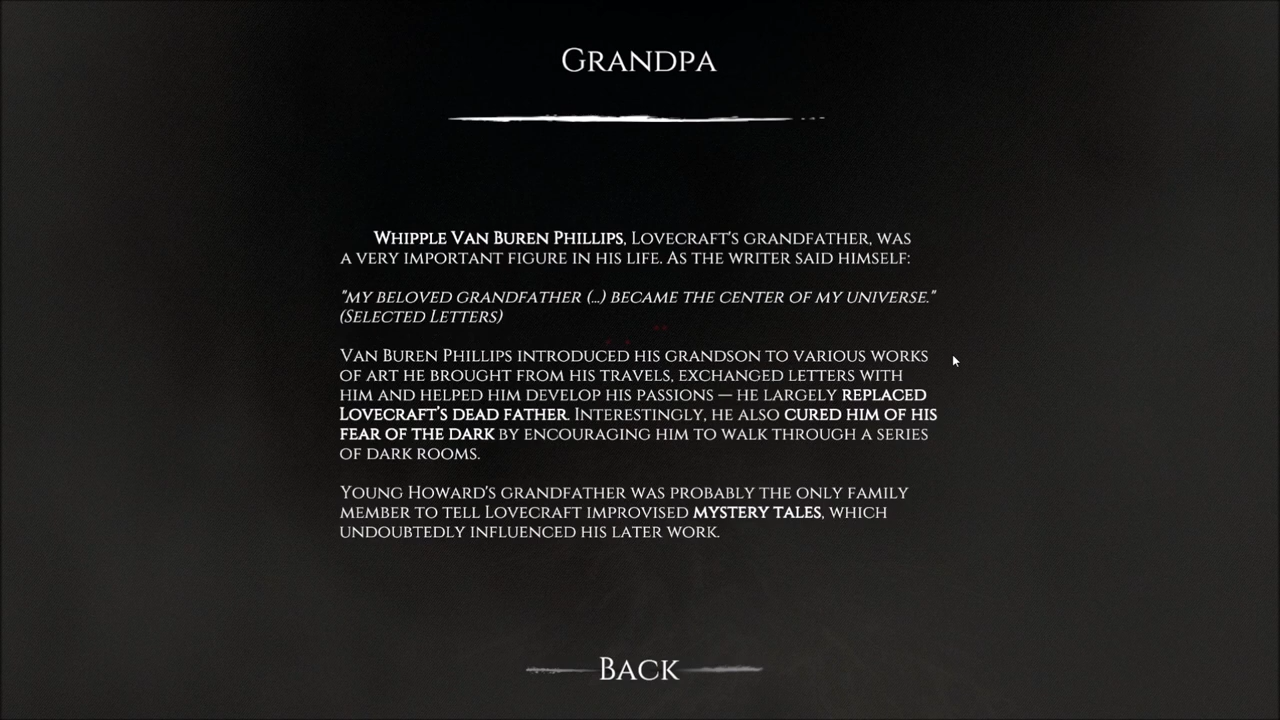 Grandpa
Whipple Van Buren Phillips, Lovecraft's grandfather, was
a very important figure in his life. As the writer said himself:
"my beloved grandfather (...) became the center of my universe."
(Selected Letters)
Van Buren Phillips introduced his grandson to various works
of art he brought from his travels, exchanged letters with
him and helped him develop his passions — he largely replaced
Lovecraft's dead father. Interestingly, he also cured him of his
fear of the dark by encouraging him to walk through a series
of dark rooms.
Young Howard's grandfather was probably the only family
member to tell Lovecraft improvised mystery tales, which
undoubtedly influenced his later work.
Back